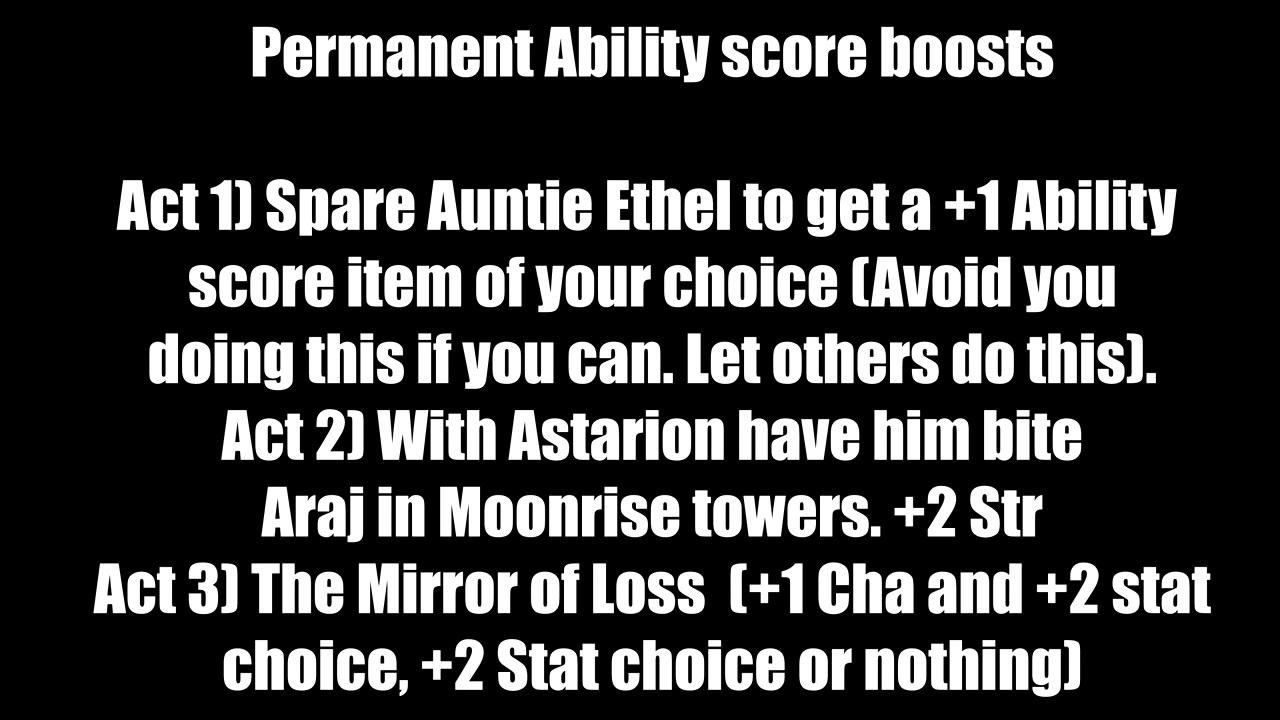 Permanent Ability score boosts
Act 1) Spare Auntie Ethel to get a +1 Ability
score item of your choice (Avoid you
doing this if you can. Let others do this).
Act 2) With Astarion have him bite
Araj in Moonrise towers. +2 Str
Act 3) The Mirror of Loss  (+1 Cha and +2 stat
choice, +2 Stat choice or nothing)